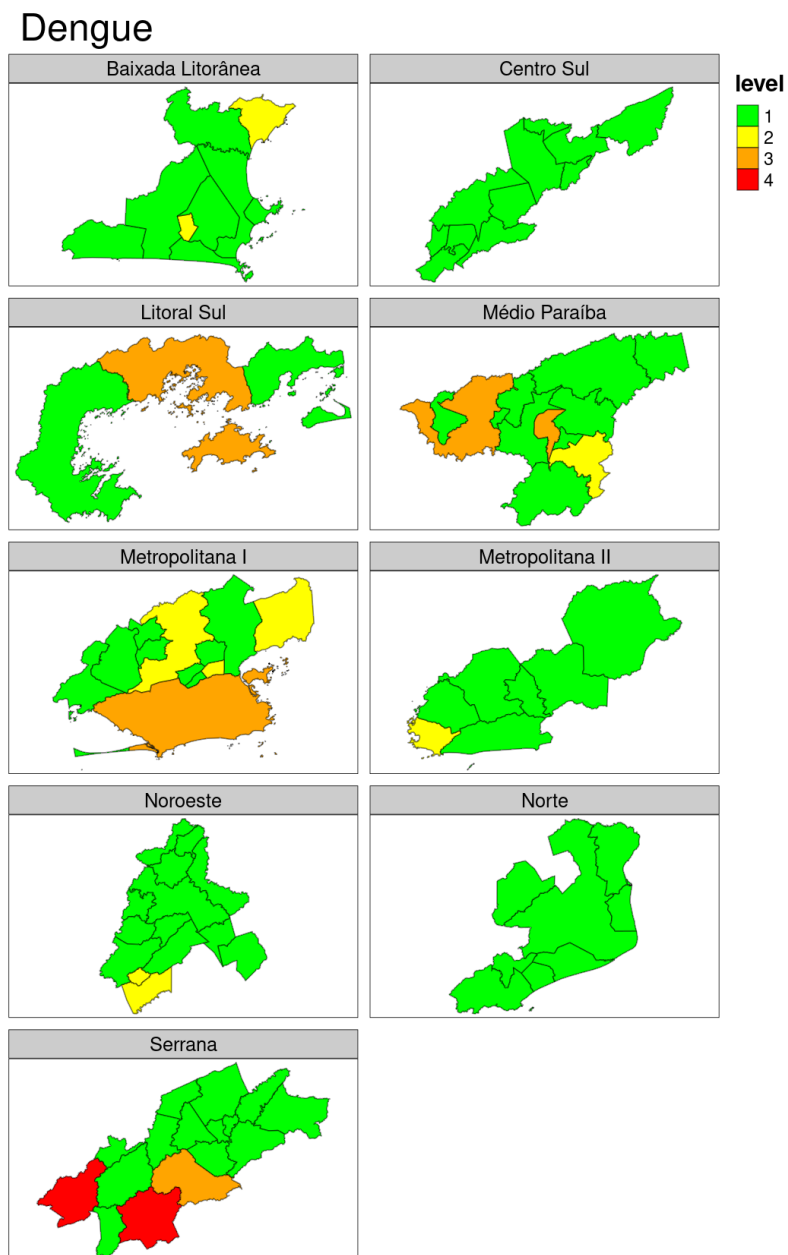 Dengue
Baixada Litorânea
Centro Sul
level
1
2
3
4
Litoral Sul
Médio Paraíba
Metropolitana I
Metropolitana II
Noroeste
Norte
Serrana